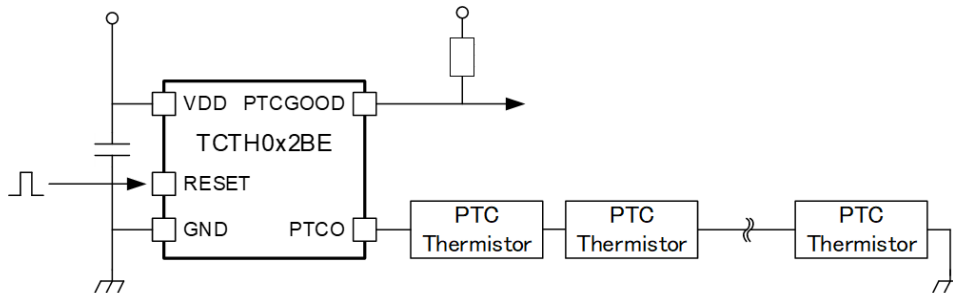 VDD PTCGOOD
TCTH0x2BE
RESET
GND PTCO
PTC
Thermistor
PTC
Thermistor
PTC
Thermistor